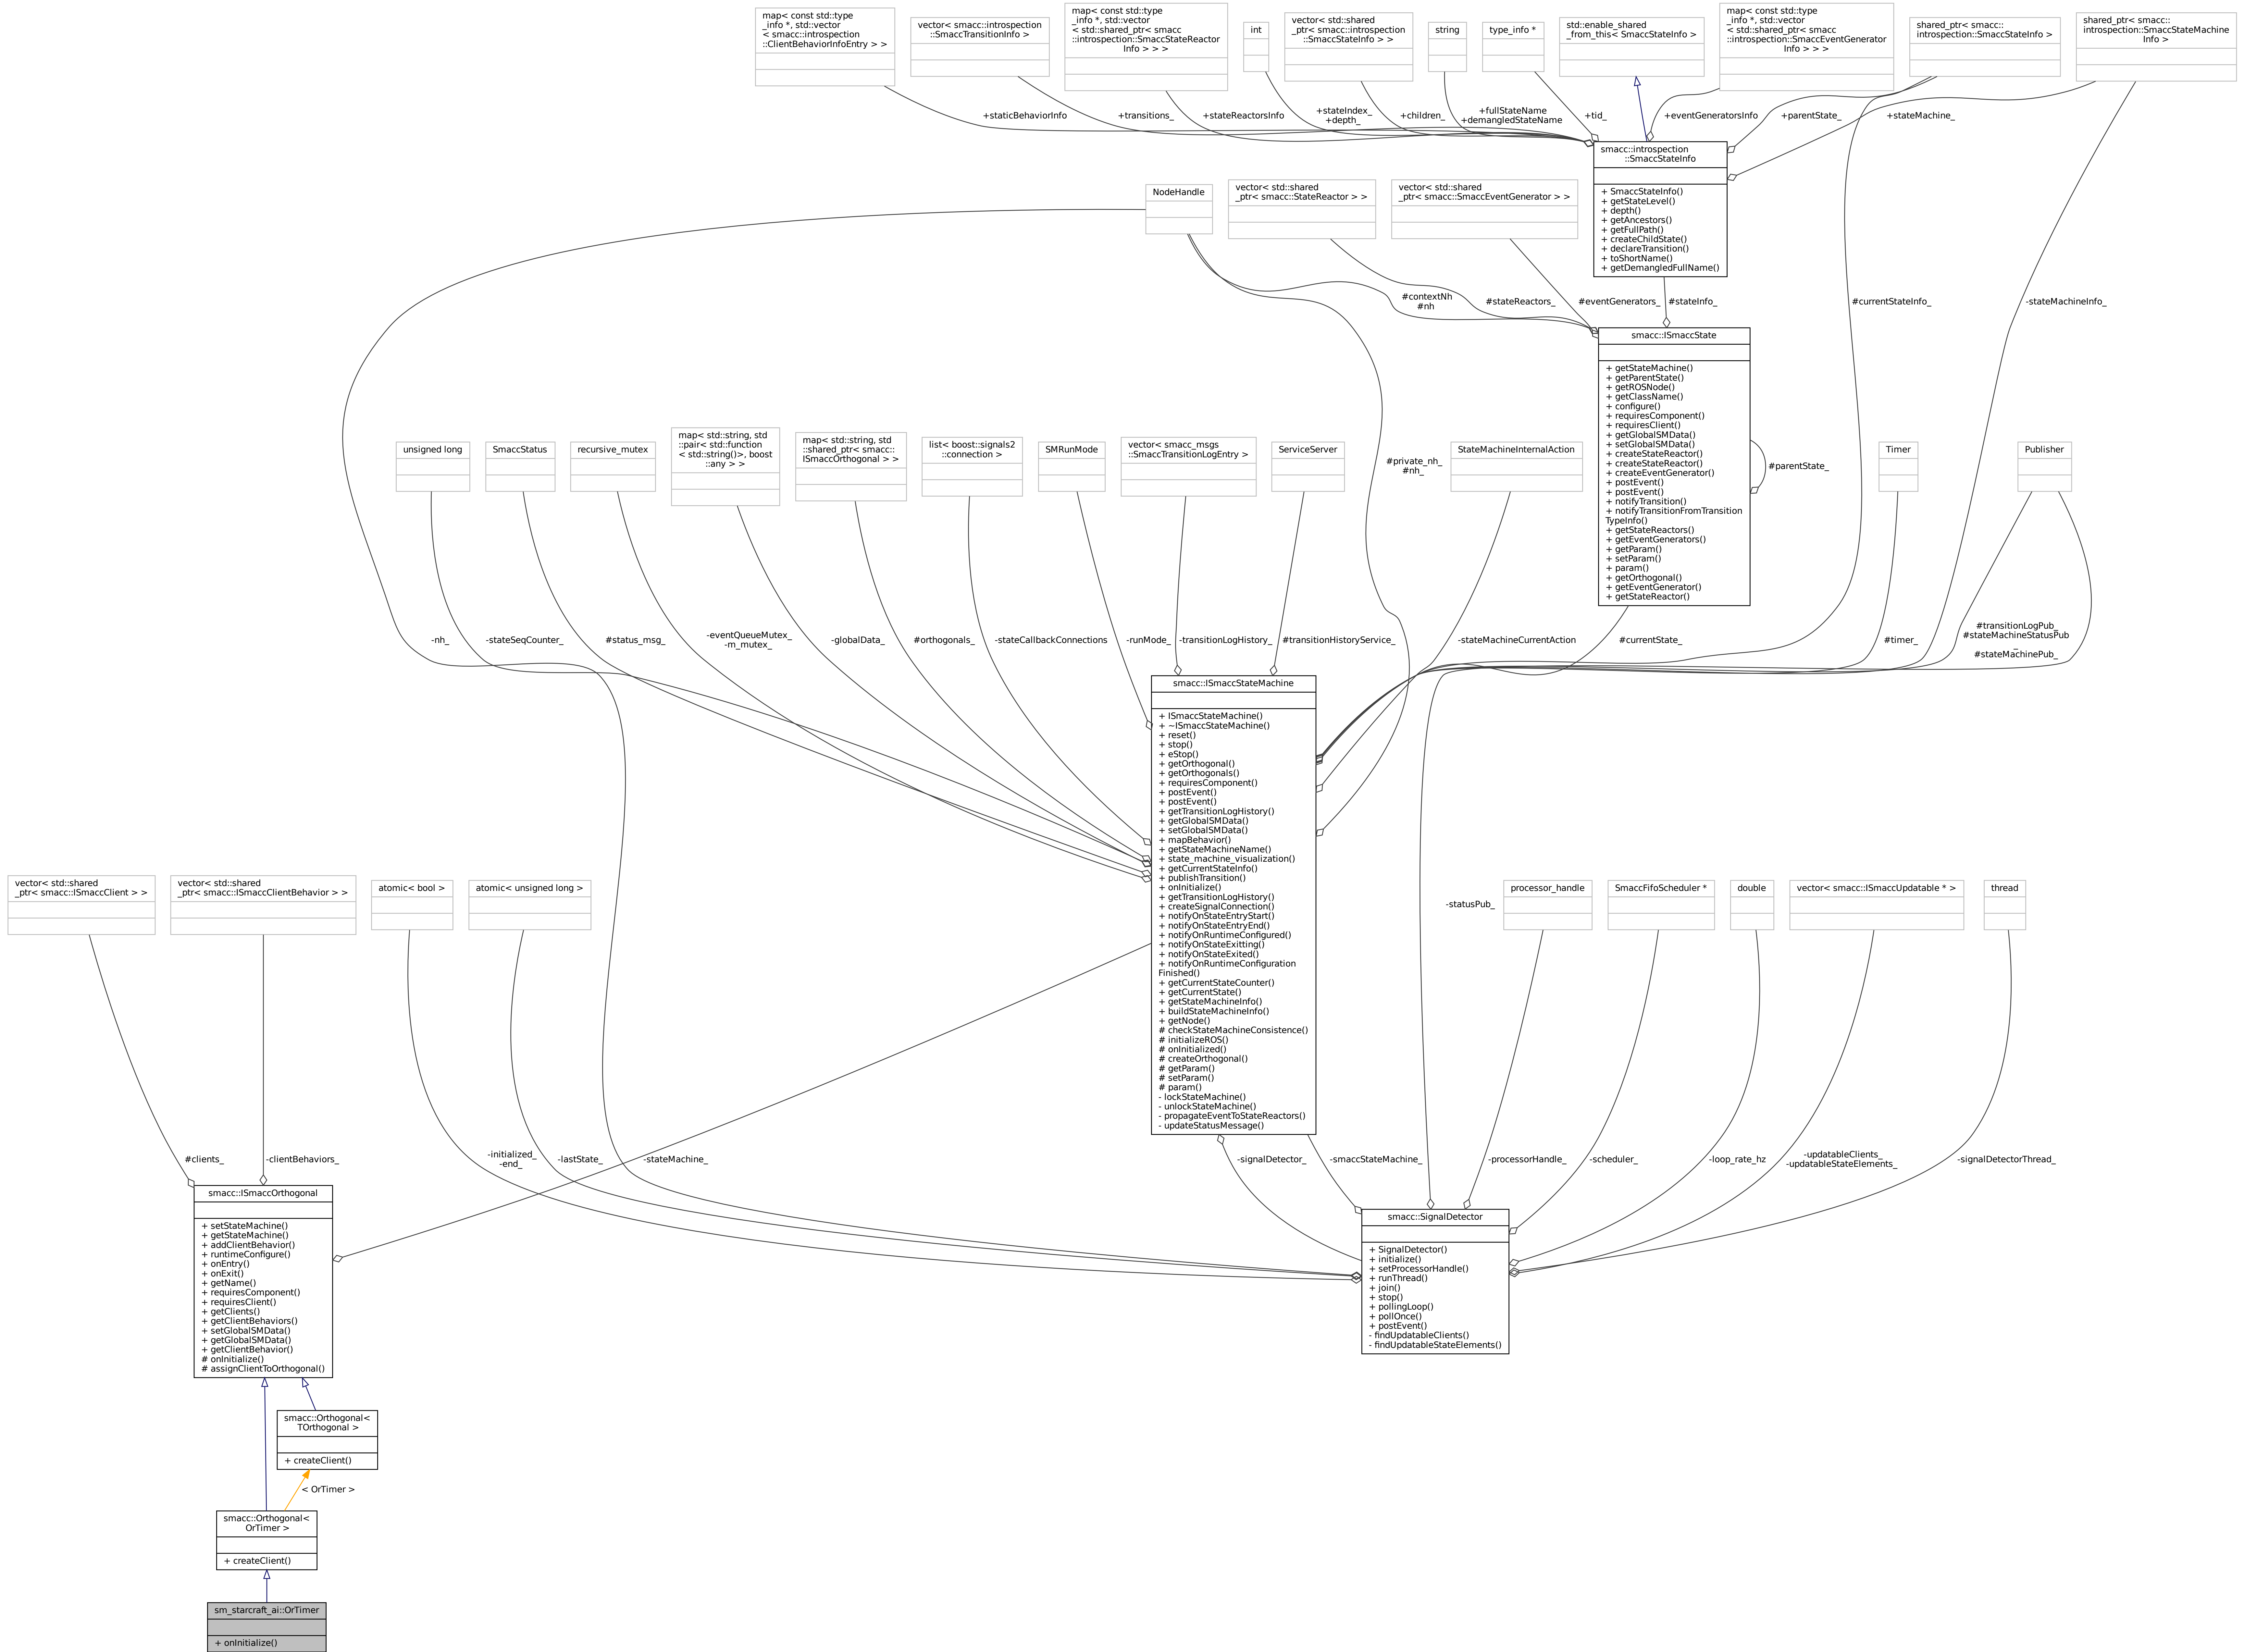 map< const std::type
_info *, std::vector
< smacc::introspection
::ClientBehaviorInfoEntry > >
vector< smacc::introspection
::SmaccTransitionInfo >
map< const std::type
_info *, std::vector
< std::shared_ptr< smacc
::introspection::SmaccStateReactor
Info > > >
int
vector< std::shared
_ptr< smacc::introspection
::SmaccStateInfo > >
string
type_info *
std::enable_shared
_from_this< SmaccStateInfo >
map< const std::type
_info *, std::vector
< std::shared_ptr< smacc
::introspection::SmaccEventGenerator
Info > > >
shared_ptr< smacc::
introspection::SmaccStateInfo >
shared_ptr< smacc::
introspection::SmaccStateMachine
Info >
+staticBehaviorInfo
+transitions_
+stateReactorsInfo
+stateIndex_
+depth_
+children_
+fullStateName
+demangledStateName
+tid_
+eventGeneratorsInfo
+parentState_
+stateMachine_
smacc::introspection
::SmaccStateInfo
+ SmaccStateInfo()
+ getStateLevel()
+ depth()
+ getAncestors()
+ getFullPath()
+ createChildState()
+ declareTransition()
+ toShortName()
+ getDemangledFullName()
NodeHandle
vector< std::shared
_ptr< smacc::StateReactor > >
vector< std::shared
_ptr< smacc::SmaccEventGenerator > >
#contextNh
#nh
#stateReactors_
#eventGenerators_
#stateInfo_
#currentStateInfo_
-stateMachineInfo_
smacc::ISmaccState
+ getStateMachine()
+ getParentState()
+ getROSNode()
+ getClassName()
+ configure()
+ requiresComponent()
+ requiresClient()
+ getGlobalSMData()
+ setGlobalSMData()
+ createStateReactor()
+ createStateReactor()
+ createEventGenerator()
+ postEvent()
+ postEvent()
+ notifyTransition()
+ notifyTransitionFromTransition
TypeInfo()
+ getStateReactors()
+ getEventGenerators()
+ getParam()
+ setParam()
+ param()
+ getOrthogonal()
+ getEventGenerator()
+ getStateReactor()
#parentState_
unsigned long
SmaccStatus
recursive_mutex
map< std::string, std
::pair< std::function
< std::string()>, boost
::any > >
map< std::string, std
::shared_ptr< smacc::
ISmaccOrthogonal > >
list< boost::signals2
::connection >
SMRunMode
vector< smacc_msgs
::SmaccTransitionLogEntry >
ServiceServer
#private_nh_
#nh_
StateMachineInternalAction
Timer
Publisher
-nh_
-stateSeqCounter_
#status_msg_
-eventQueueMutex_
-m_mutex_
-globalData_
#orthogonals_
-stateCallbackConnections
-runMode_
-transitionLogHistory_
#transitionHistoryService_
-stateMachineCurrentAction
#currentState_
#timer_
#transitionLogPub_
#stateMachineStatusPub
_
#stateMachinePub_
smacc::ISmaccStateMachine
+ ISmaccStateMachine()
+ ~ISmaccStateMachine()
+ reset()
+ stop()
+ eStop()
+ getOrthogonal()
+ getOrthogonals()
+ requiresComponent()
+ postEvent()
+ postEvent()
+ getTransitionLogHistory()
+ getGlobalSMData()
+ setGlobalSMData()
+ mapBehavior()
+ getStateMachineName()
+ state_machine_visualization()
+ getCurrentStateInfo()
+ publishTransition()
+ onInitialize()
+ getTransitionLogHistory()
+ createSignalConnection()
+ notifyOnStateEntryStart()
+ notifyOnStateEntryEnd()
+ notifyOnRuntimeConfigured()
+ notifyOnStateExitting()
+ notifyOnStateExited()
+ notifyOnRuntimeConfiguration
Finished()
+ getCurrentStateCounter()
+ getCurrentState()
+ getStateMachineInfo()
+ buildStateMachineInfo()
+ getNode()
# checkStateMachineConsistence()
# initializeROS()
# onInitialized()
# createOrthogonal()
# getParam()
# setParam()
# param()
- lockStateMachine()
- unlockStateMachine()
- propagateEventToStateReactors()
- updateStatusMessage()
vector< std::shared
_ptr< smacc::ISmaccClient > >
vector< std::shared
_ptr< smacc::ISmaccClientBehavior > >
atomic< bool >
atomic< unsigned long >
-statusPub_
processor_handle
SmaccFifoScheduler *
double
vector< smacc::ISmaccUpdatable * >
thread
#clients_
-clientBehaviors_
-initialized_
-end_
-lastState_
-stateMachine_
-signalDetector_
-smaccStateMachine_
-processorHandle_
-scheduler_
-loop_rate_hz
-updatableClients_
-updatableStateElements_
-signalDetectorThread_
smacc::ISmaccOrthogonal
+ setStateMachine()
+ getStateMachine()
+ addClientBehavior()
+ runtimeConfigure()
+ onEntry()
+ onExit()
+ getName()
+ requiresComponent()
+ requiresClient()
+ getClients()
+ getClientBehaviors()
+ setGlobalSMData()
+ getGlobalSMData()
+ getClientBehavior()
# onInitialize()
# assignClientToOrthogonal()
smacc::SignalDetector
+ SignalDetector()
+ initialize()
+ setProcessorHandle()
+ runThread()
+ join()
+ stop()
+ pollingLoop()
+ pollOnce()
+ postEvent()
- findUpdatableClients()
- findUpdatableStateElements()
smacc::Orthogonal<
TOrthogonal >
+ createClient()
< OrTimer >
smacc::Orthogonal<
OrTimer >
+ createClient()
sm_starcraft_ai::OrTimer
+ onInitialize()